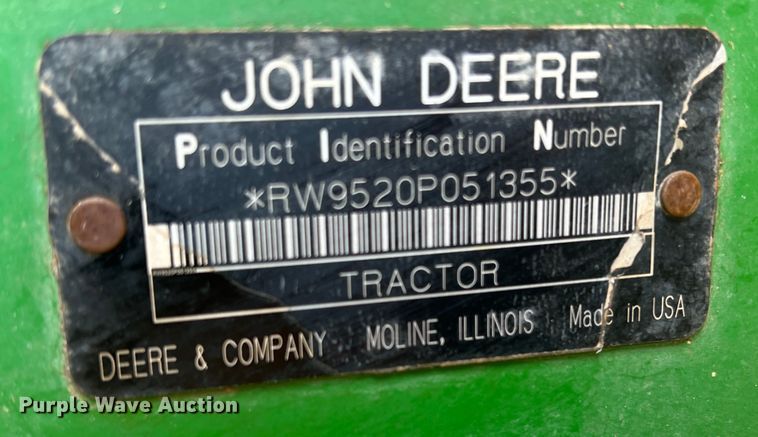 JOHN DEERE
Product Identification Number
*RW9520P051355*
TRACTOR
DEERE & COMPANY MOLINE, ILLINOIS Made in USA
Purple Wave Auction